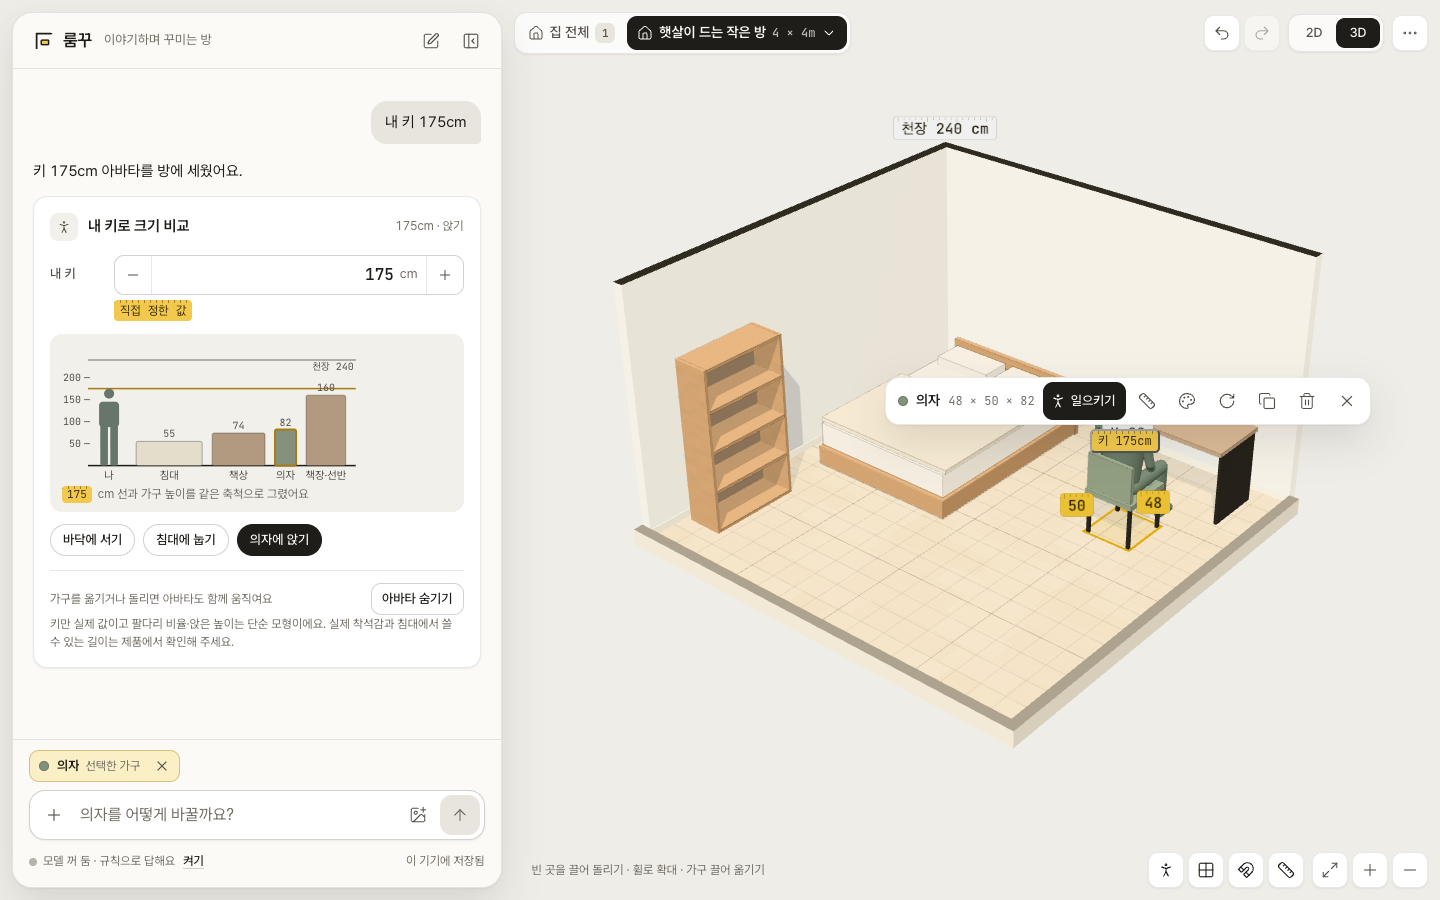 룸꾸 이야기하며 꾸미는 방
집 전체 1
햇살이 드는 작은 방 4 × 4m
2D 3D
내 키 175cm
키 175cm 아바타를 방에 세웠어요.
내 키로 크기 비교
175cm · 앉기
내 키
175 cm
직접 정한 값
천장 240
200
150
100
50
55
74
82
160
나
침대
책상
의자
책장·선반
175 cm 선과 가구 높이를 같은 축척으로 그렸어요
바닥에 서기
침대에 눕기
의자에 앉기
가구를 옮기거나 돌리면 아바타도 함께 움직여요
아바타 숨기기
키만 실제 값이고 팔다리 비율·앉은 높이는 단순 모형이에요. 실제 착석감과 침대에서 쓸
수 있는 길이는 제품에서 확인해 주세요.
의자 선택한 가구
의자를 어떻게 바꿀까요?
모델 꺼 둠 · 규칙으로 답해요 켜기
이 기기에 저장됨
천장 240 cm
의자 48 × 50 × 82
일으키기
키 175cm
50
48
빈 곳을 끌어 돌리기 · 휠로 확대 · 가구 끌어 옮기기